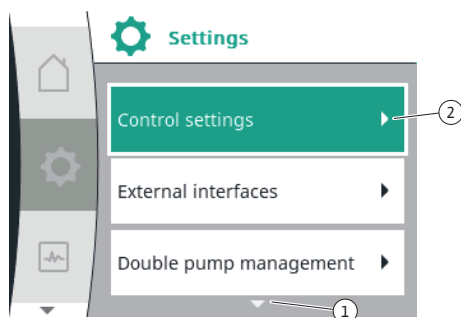 Settings
Control settings
2
External interfaces
Double pump management
1